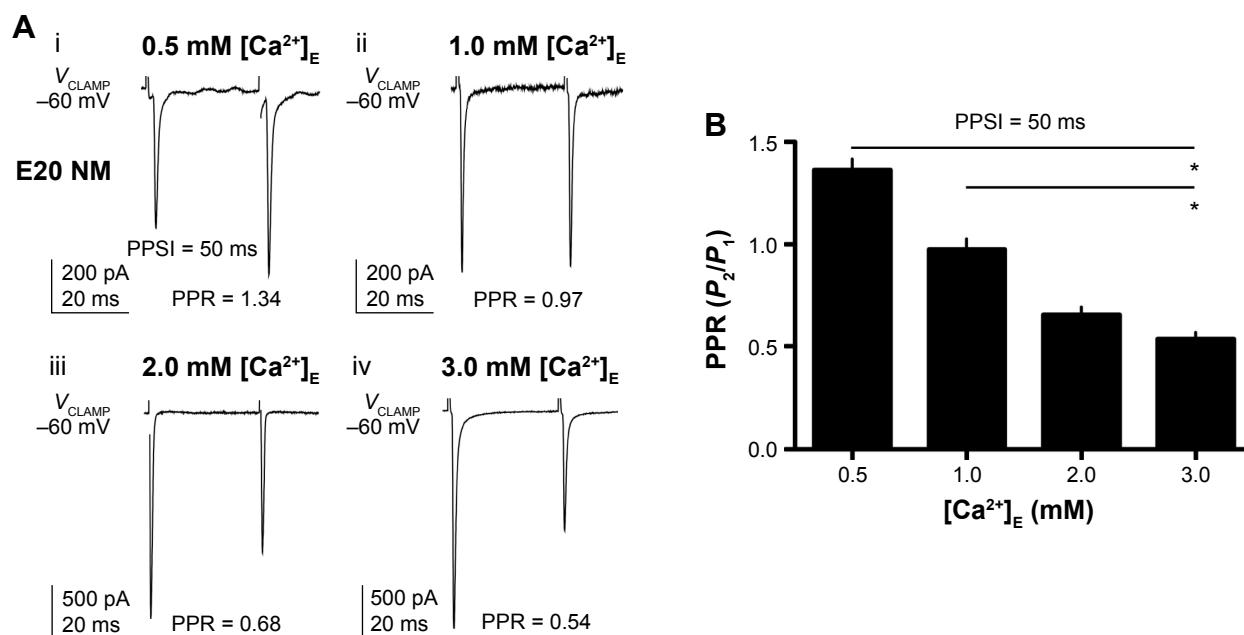 A
i
0.5 mM [Ca²⁺]E
V CLAMP
–60 mV
E20 NM
PPSI = 50 ms
200 pA
20 ms
PPR = 1.34
ii
1.0 mM [Ca²⁺]E
V CLAMP
–60 mV
200 pA
20 ms
PPR = 0.97
iii
2.0 mM [Ca²⁺]E
V CLAMP
–60 mV
500 pA
20 ms
PPR = 0.68
iv
3.0 mM [Ca²⁺]E
V CLAMP
–60 mV
500 pA
20 ms
PPR = 0.54
B
PPSI = 50 ms
*
*
PPR (P₂/P₁)
1.5
1.0
0.5
0.0
0.5 1.0 2.0 3.0
[Ca²⁺]E (mM)